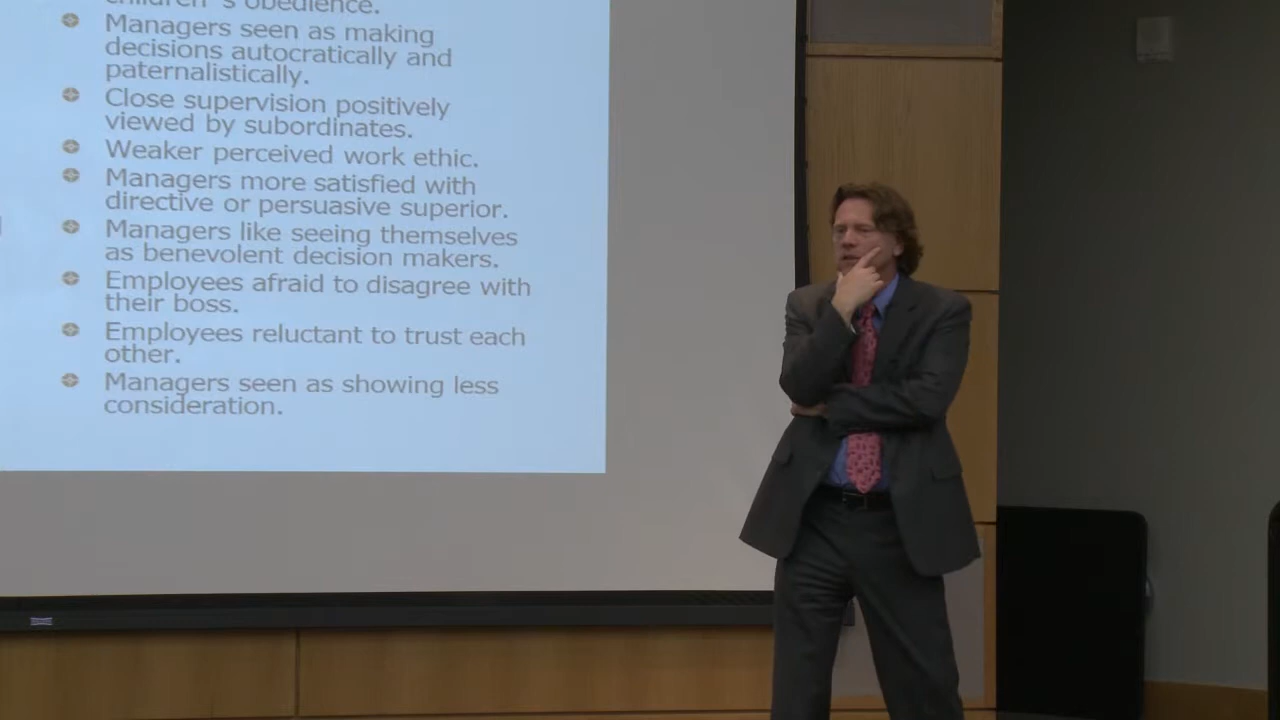 children's obedience.
Managers seen as making
decisions autocratically and
paternalistically.
Close supervision positively
viewed by subordinates.
Weaker perceived work ethic.
Managers more satisfied with
directive or persuasive superior.
Managers like seeing themselves
as benevolent decision makers.
Employees afraid to disagree with
their boss.
Employees reluctant to trust each
other.
Managers seen as showing less
consideration.